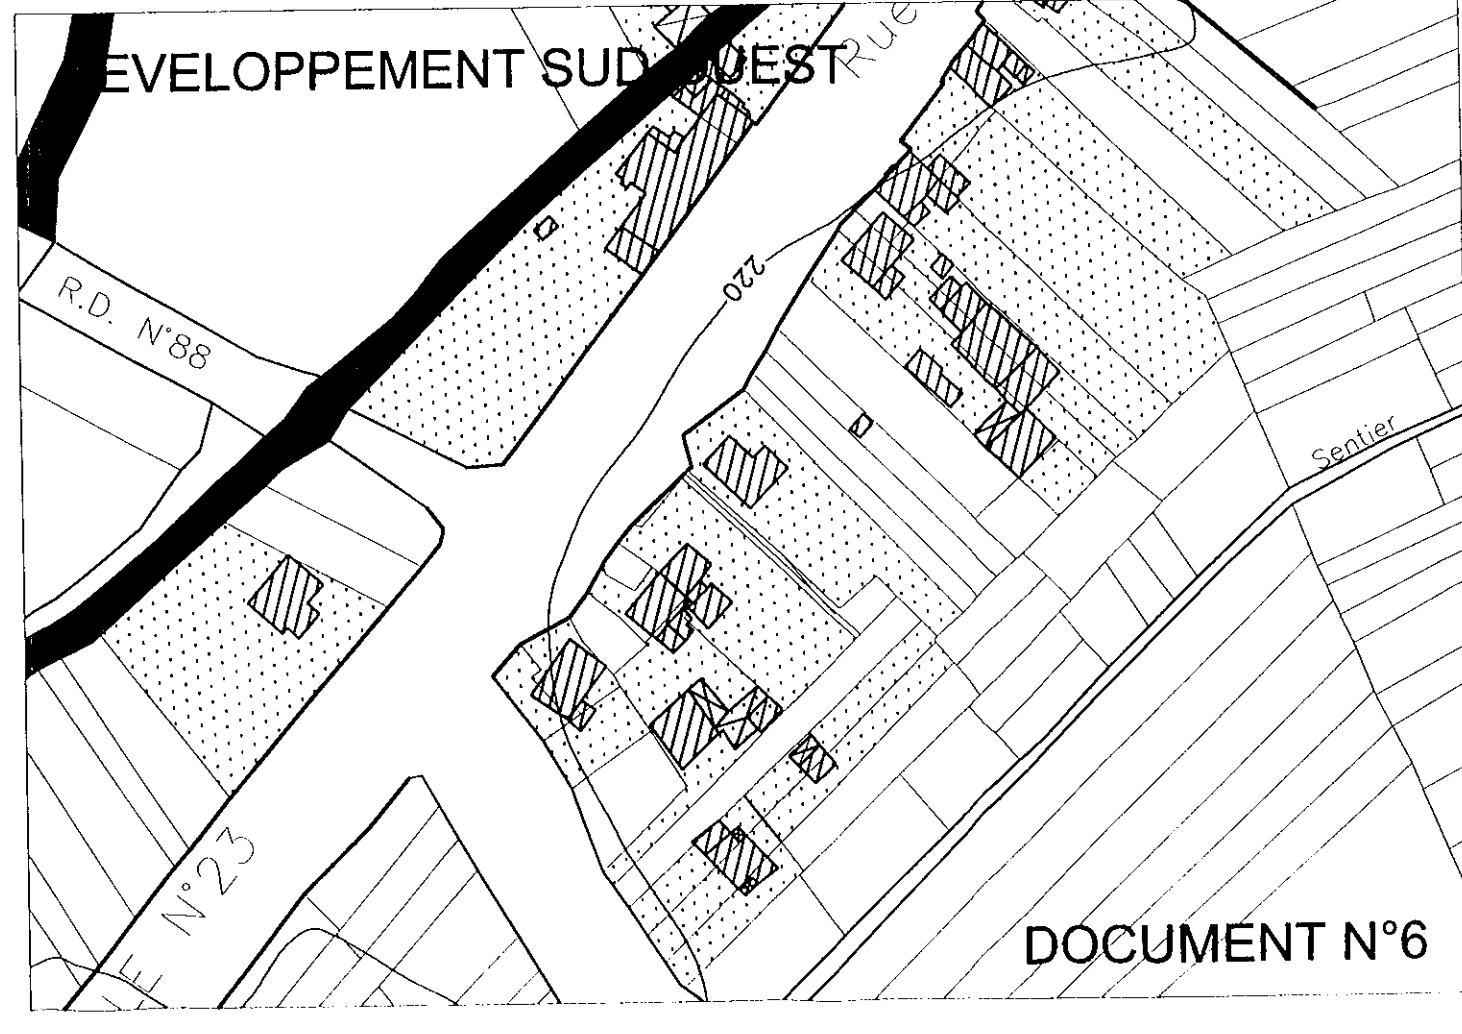 EVELOPPEMENT SUD OUEST
Rue
R.D. N°88
220
Sentier
N°23
DOCUMENT N°6